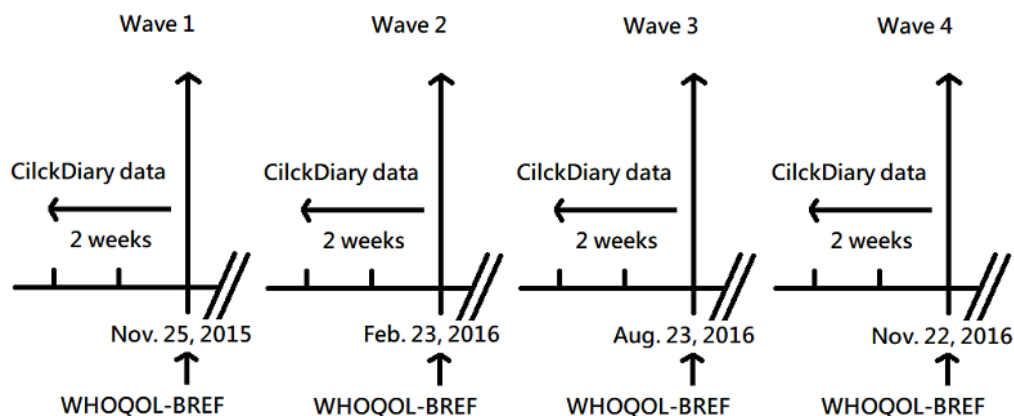 Wave 1
Wave 2
Wave 3
Wave 4
CilckDiary data
CilckDiary data
CilckDiary data
CilckDiary data
2 weeks
2 weeks
2 weeks
2 weeks
Nov. 25, 2015
Feb. 23, 2016
Aug. 23, 2016
Nov. 22, 2016
WHOQOL-BREF
WHOQOL-BREF
WHOQOL-BREF
WHOQOL-BREF